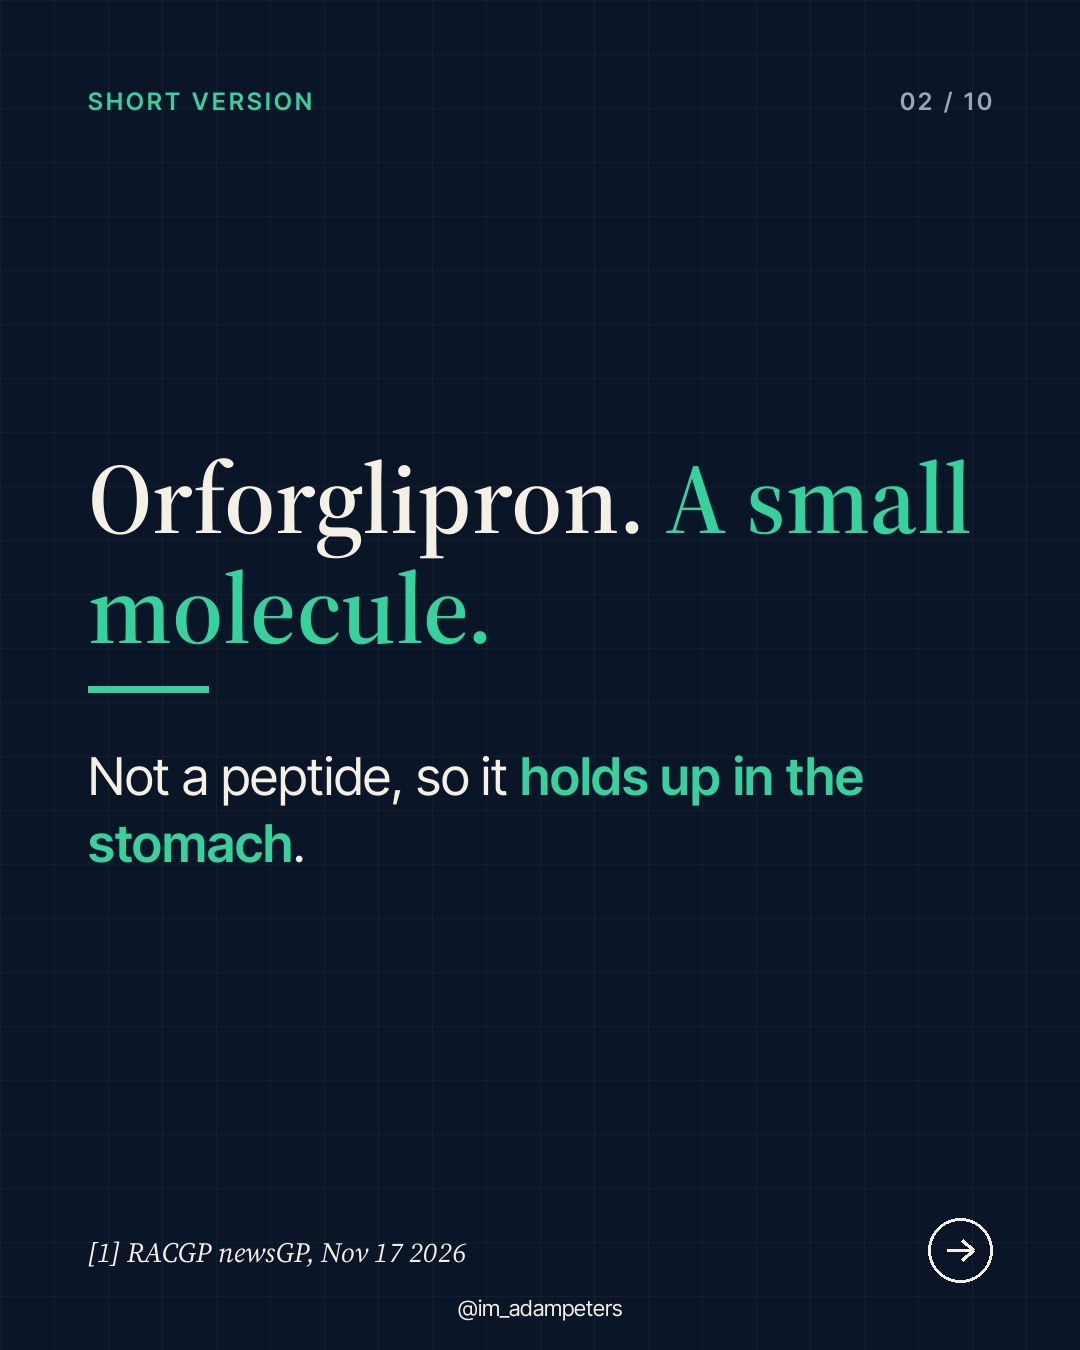 SHORT VERSION
02 / 10
Orforglipron. A small
molecule.
Not a peptide, so it holds up in the
stomach.
[1] RACGP newsGP, Nov 17 2026
@im_adampeters